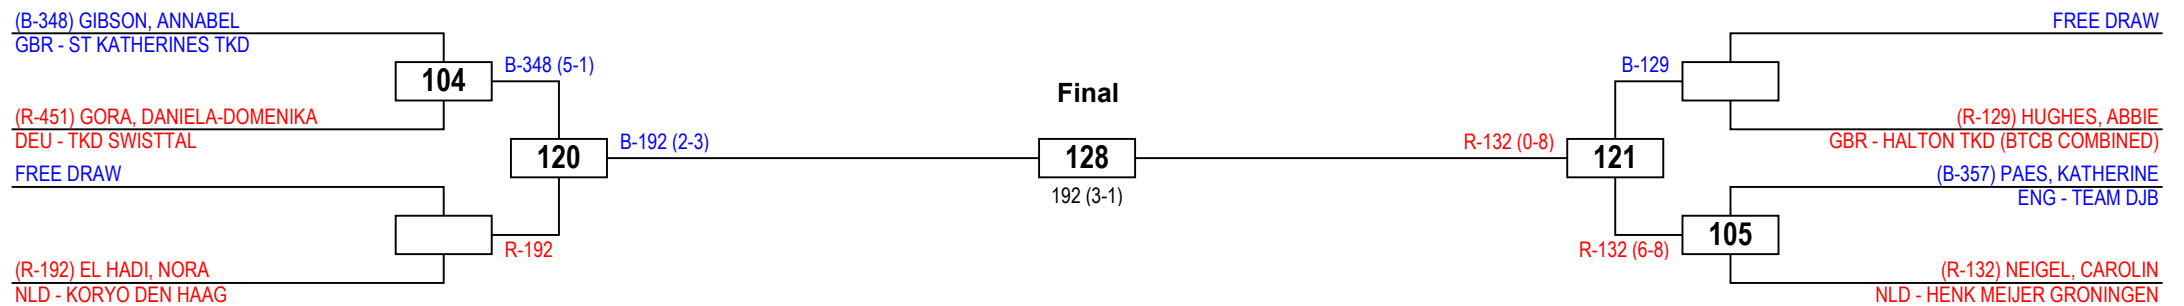 (B-348) GIBSON, ANNABEL
GBR - ST KATHERINES TKD
104
B-348 (5-1)
(R-451) GORA, DANIELA-DOMENIKA
DEU - TKD SWISTTAL
120
B-192 (2-3)
FREE DRAW
R-192
(R-192) EL HADI, NORA
NLD - KORYO DEN HAAG
Final
128
192 (3-1)
FREE DRAW
B-129
(R-129) HUGHES, ABBIE
GBR - HALTON TKD (BTCB COMBINED)
R-132 (0-8)
121
(B-357) PAES, KATHERINE
ENG - TEAM DJB
105
R-132 (6-8)
(R-132) NEIGEL, CAROLIN
NLD - HENK MEIJER GRONINGEN